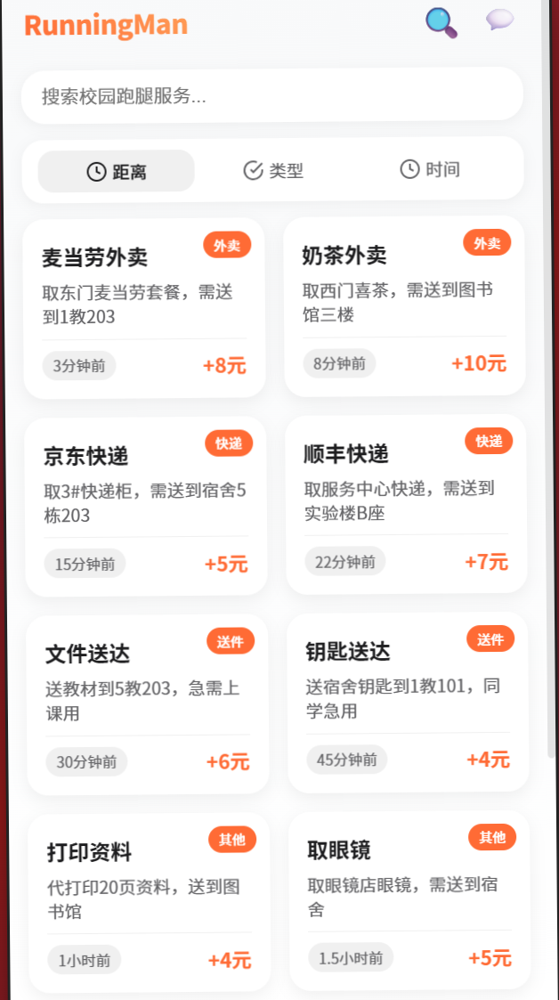 RunningMan
搜索校园跑腿服务...
距离 类型 时间
外卖
麦当劳外卖
取东门麦当劳套餐，需送
到1教203
3分钟前 +8元
外卖
奶茶外卖
取西门喜茶，需送到图书
馆三楼
8分钟前 +10元
快递
京东快递
取3#快递柜，需送到宿舍5
栋203
15分钟前 +5元
快递
顺丰快递
取服务中心快递，需送到
实验楼B座
22分钟前 +7元
送件
文件送达
送教材到5教203，急需上
课用
30分钟前 +6元
送件
钥匙送达
送宿舍钥匙到1教101，同
学急用
45分钟前 +4元
其他
打印资料
代打印20页资料，送到图
书馆
1小时前 +4元
其他
取眼镜
取眼镜店眼镜，需送到宿
舍
1.5小时前 +5元